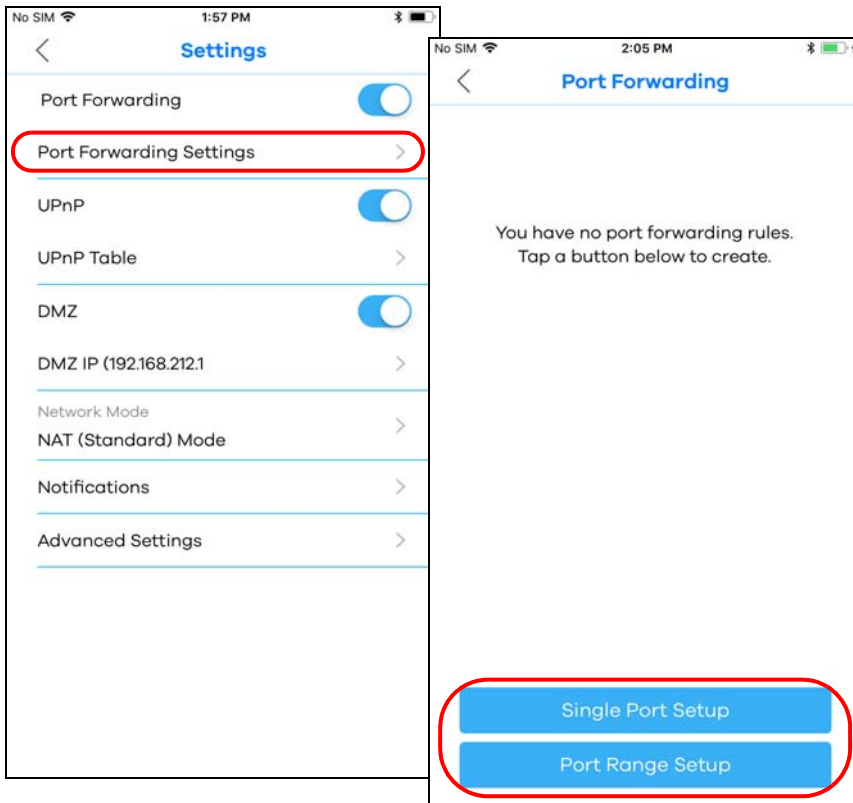 No SIM 1:57 PM
Settings
Port Forwarding
Port Forwarding Settings
UPnP
UPnP Table
DMZ
DMZ IP (192.168.212.1
Network Mode
NAT (Standard) Mode
Notifications
Advanced Settings
No SIM 2:05 PM
Port Forwarding
You have no port forwarding rules.
Tap a button below to create.
Single Port Setup
Port Range Setup